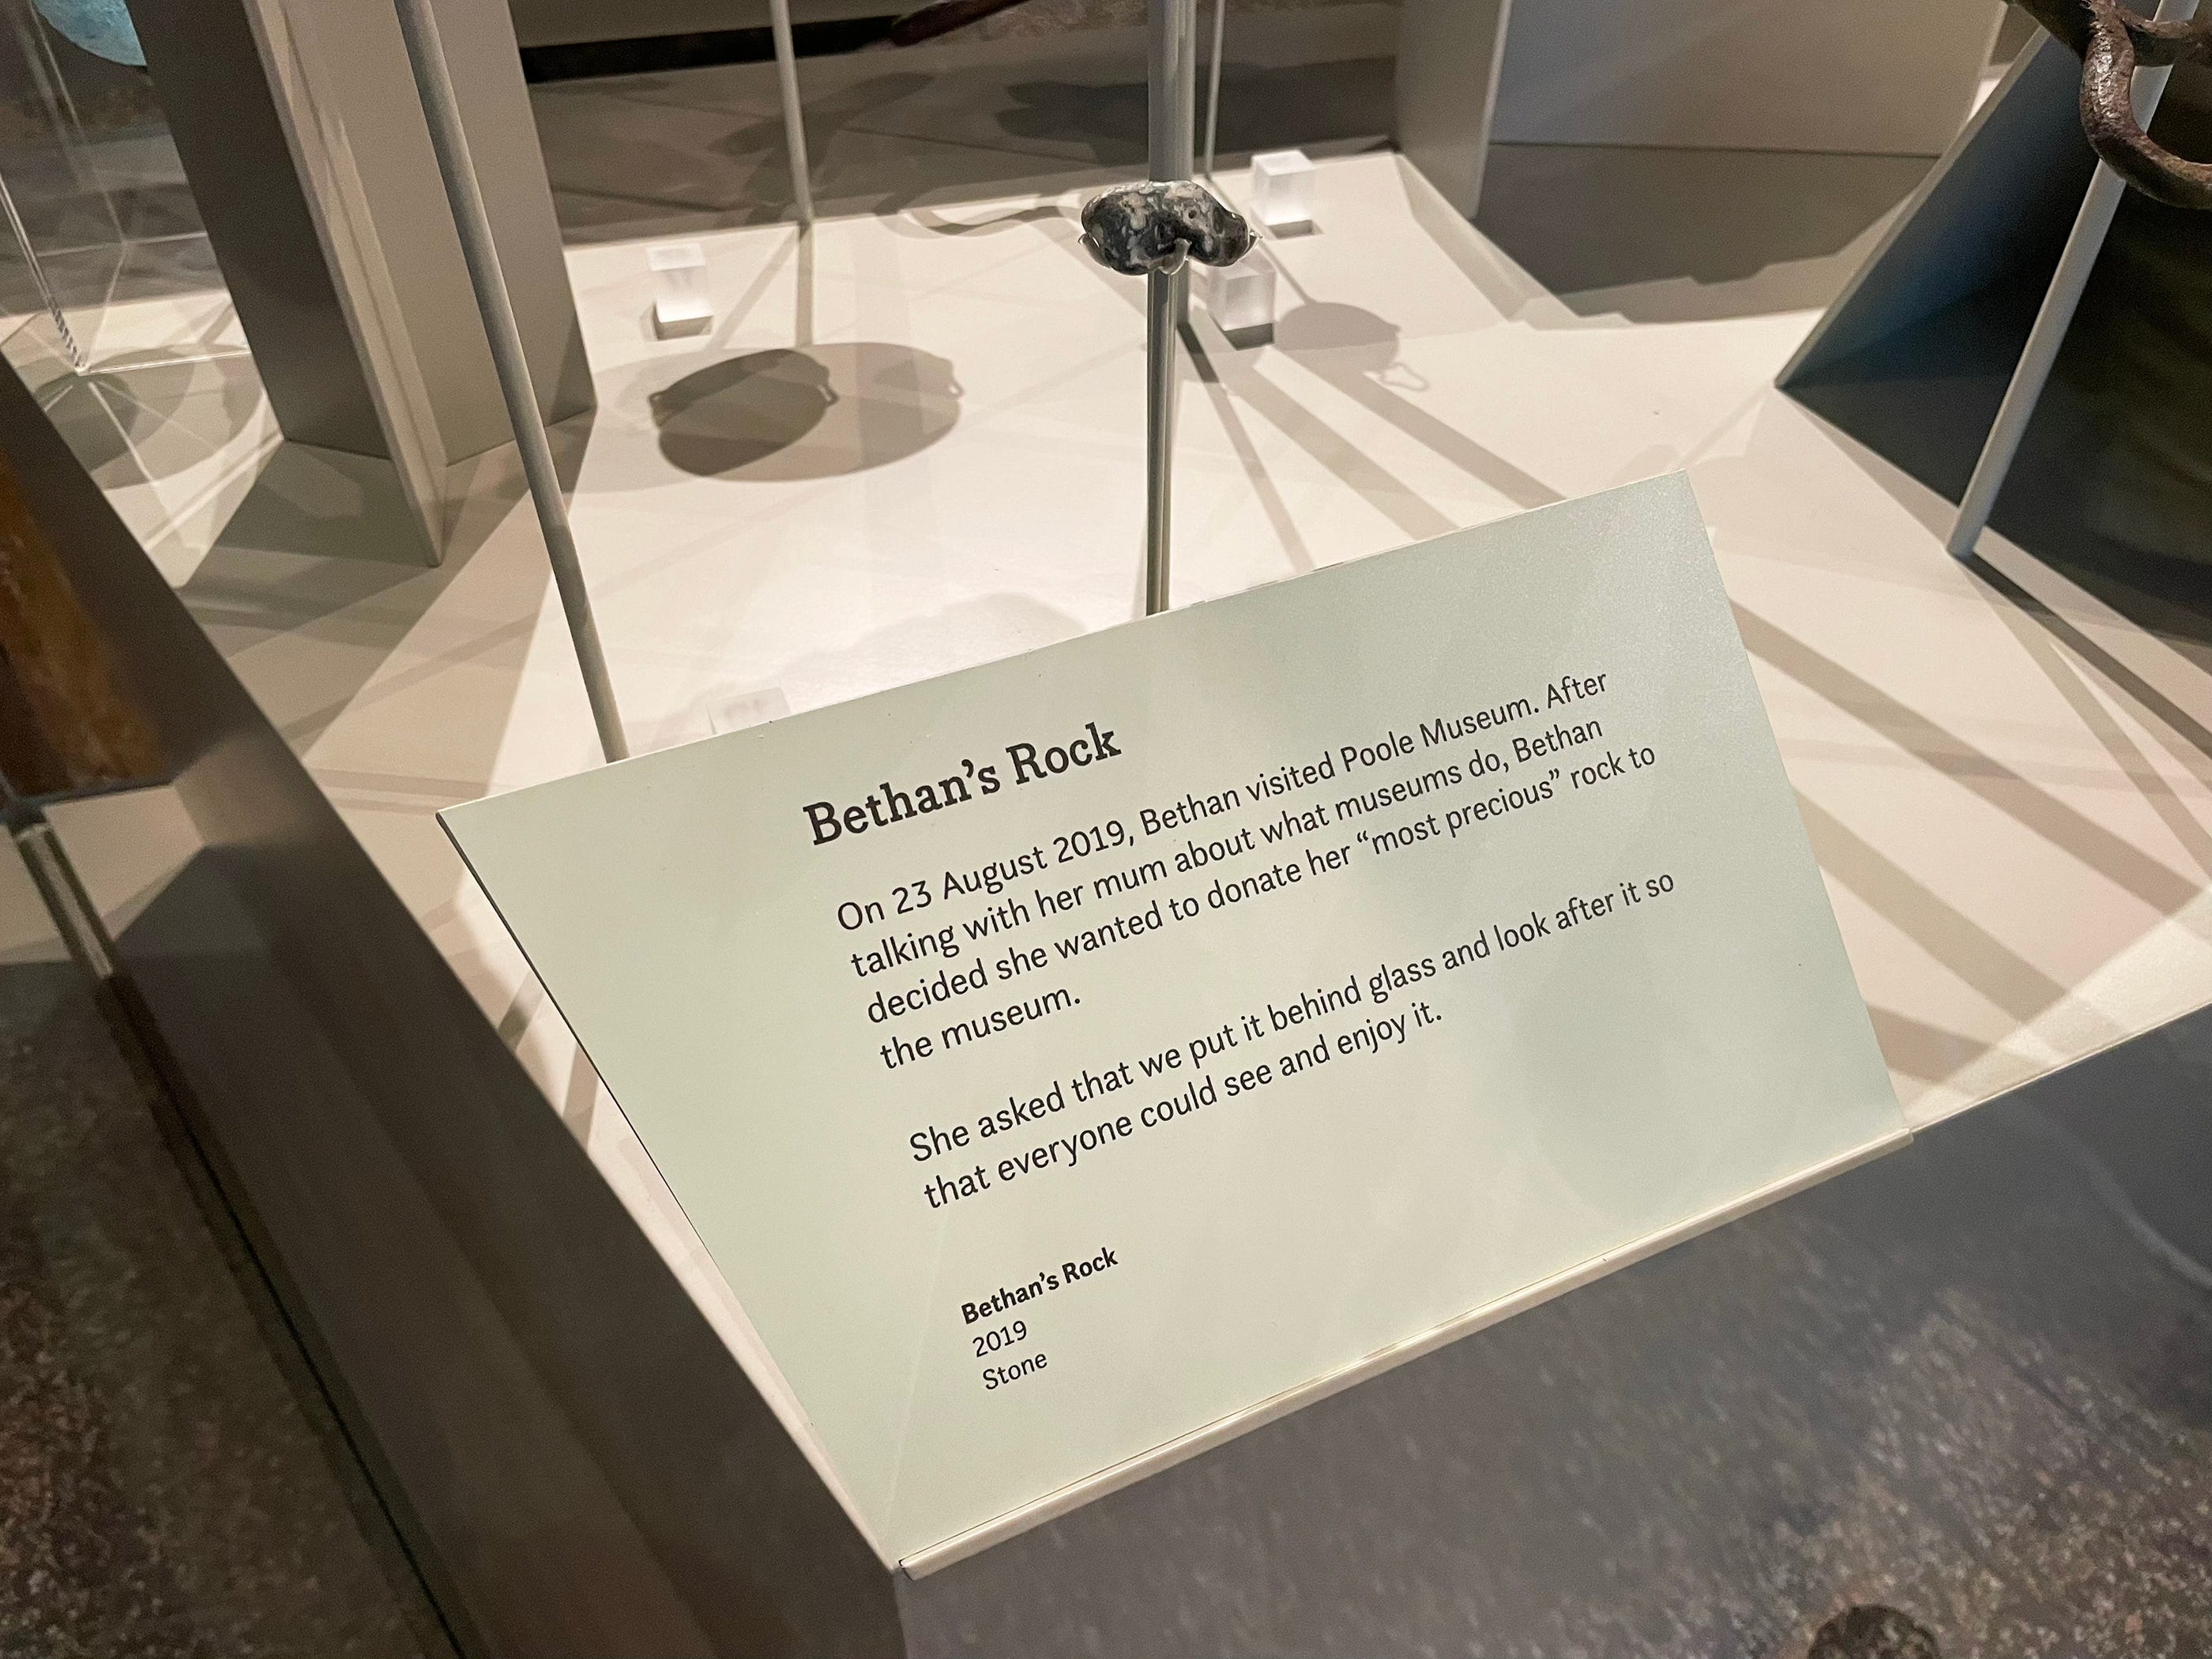 Bethan’s Rock
On 23 August 2019, Bethan visited Poole Museum. After
talking with her mum about what museums do, Bethan
decided she wanted to donate her “most precious” rock to
the museum.
She asked that we put it behind glass and look after it so
that everyone could see and enjoy it.
Bethan’s Rock
2019
Stone